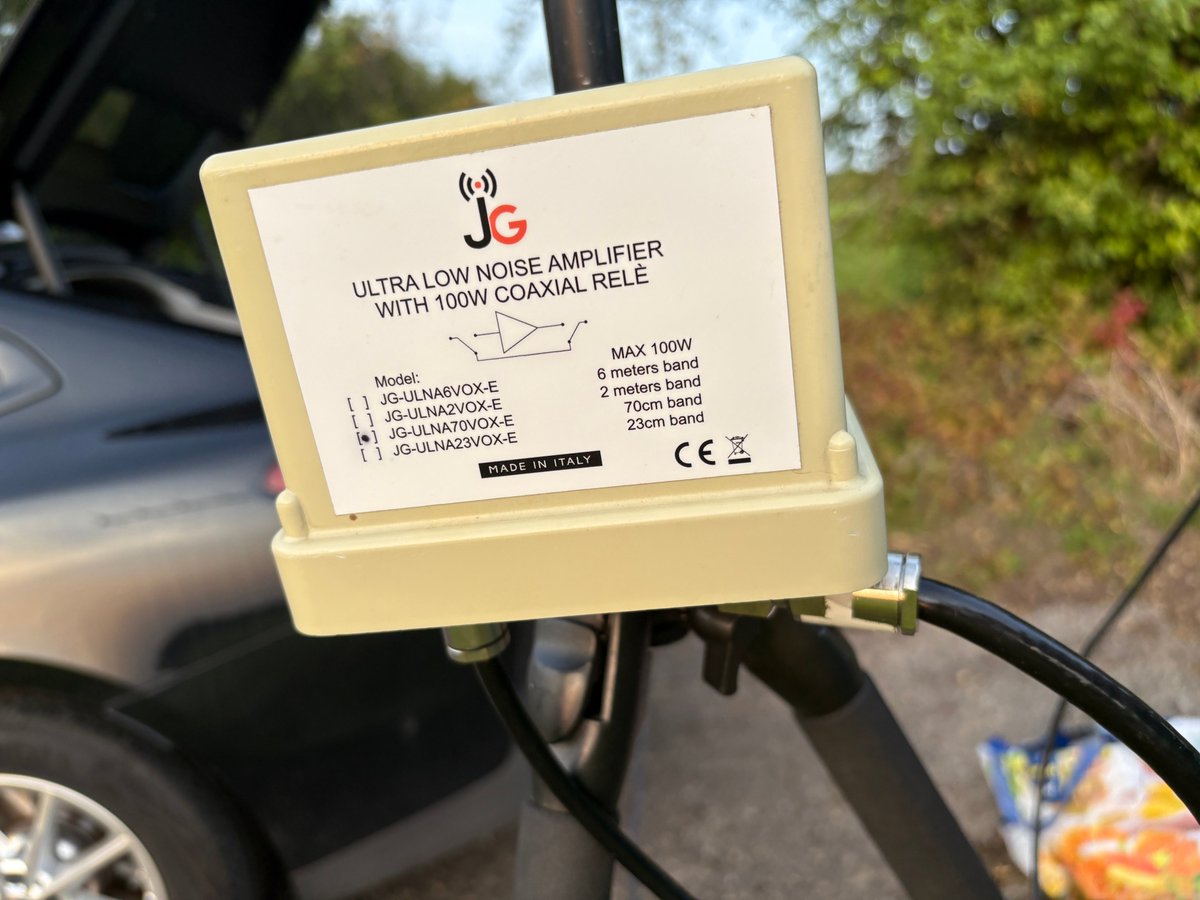 JG
ULTRA LOW NOISE AMPLIFIER
WITH 100W COAXIAL RELÈ
Model:
[ ] JG-ULNA6VOX-E
[ ] JG-ULNA2VOX-E
[●] JG-ULNA70VOX-E
[ ] JG-ULNA23VOX-E
MAX 100W
6 meters band
2 meters band
70cm band
23cm band
MADE IN ITALY
CE